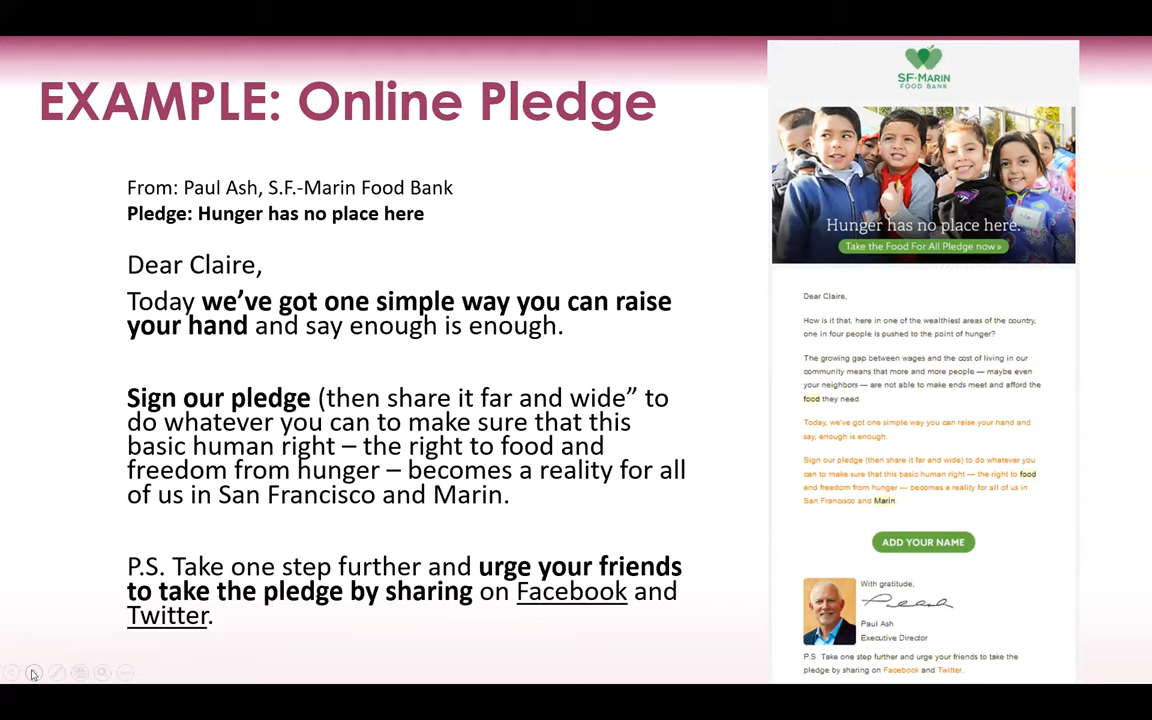 EXAMPLE: Online Pledge
From: Paul Ash, S.F.-Marin Food Bank
Pledge: Hunger has no place here
Dear Claire,
Today we've got one simple way you can raise
your hand and say enough is enough.
Sign our pledge (then share it far and wide” to
do whatever you can to make sure that this
basic human right – the right to food and
freedom from hunger – becomes a reality for all
of us in San Francisco and Marin.
P.S. Take one step further and urge your friends
to take the pledge by sharing on Facebook and
Twitter.
SF-MARIN
FOOD BANK
Hunger has no place here.
Take the Food For All Pledge now »
Dear Claire,
How is it that, here in one of the wealthiest areas of the country,
one in four people is pushed to the point of hunger?
The growing gap between wages and the cost of living in our
community means that more and more people — maybe even
your neighbors — are not able to make ends meet and afford the
food they need.
Today, we've got one simple way you can raise your hand and
say, enough is enough.
Sign our pledge (then share it far and wide) to do whatever you
can to make sure that this basic human right — the right to food
and freedom from hunger — becomes a reality for all of us in
San Francisco and Marin.
ADD YOUR NAME
With gratitude,
Paul Ash
Executive Director
P.S. Take one step further and urge your friends to take the
pledge by sharing on Facebook and Twitter.